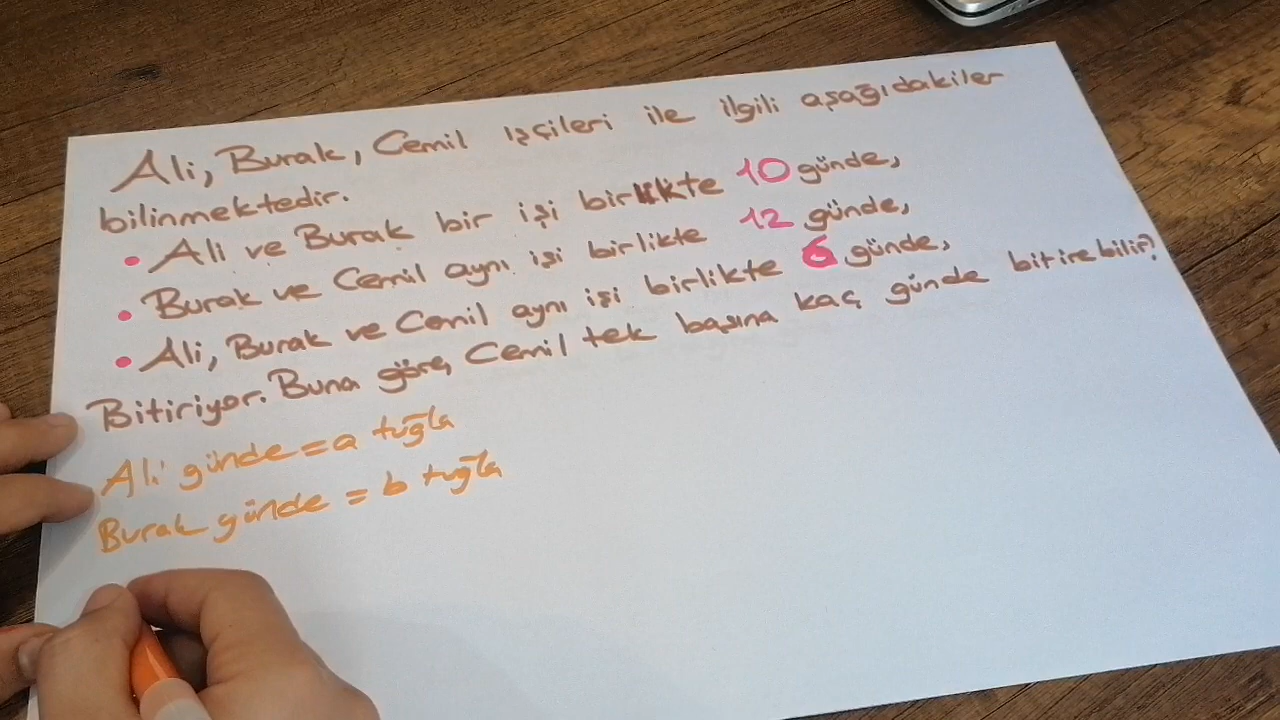 Ali, Burak, Cemil işçileri ile ilgili aşağıdakiler
bilinmektedir.
• Ali ve Burak bir işi birlikte 10 günde,
• Burak ve Cemil aynı işi birlikte 12 günde,
• Ali, Burak ve Cemil aynı işi birlikte 6 günde,
Bitiriyor. Buna göre, Cemil tek başına kaç günde bitirebilir?
Ali günde = a tuğla
Burak günde = b tuğla